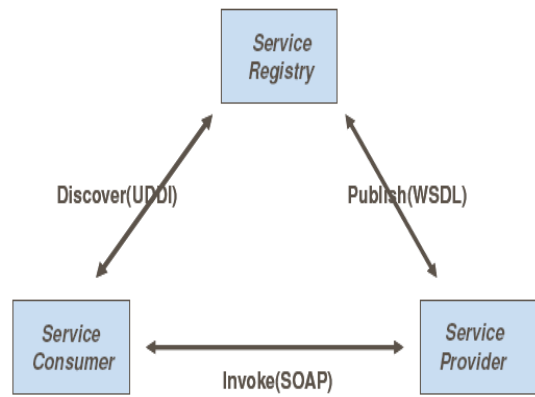 Service
Registry
Discover(UDDI)
Publish(WSDL)
Service
Consumer
Service
Provider
Invoke(SOAP)